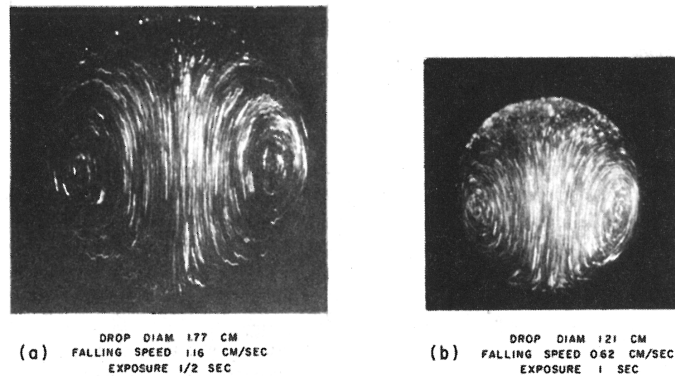 (a) DROP DIAM. 1.77 CM
FALLING SPEED 1.16 CM/SEC
EXPOSURE 1/2 SEC
(b) DROP DIAM 1.21 CM
FALLING SPEED 0.62 CM/SEC
EXPOSURE 1 SEC